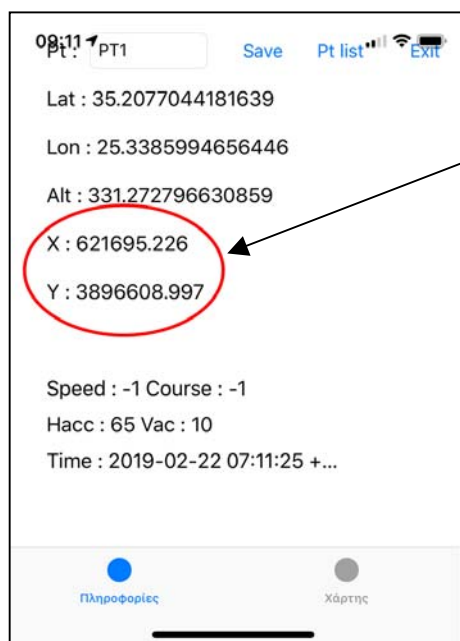 09:11
Pt : PT1 Save Pt list Exit
Lat : 35.2077044181639
Lon : 25.3385994656446
Alt : 331.272796630859
X : 621695.226
Y : 3896608.997
Speed : -1 Course : -1
Hacc : 65 Vac : 10
Time : 2019-02-22 07:11:25 +...
Πληροφορίες Χάρτης